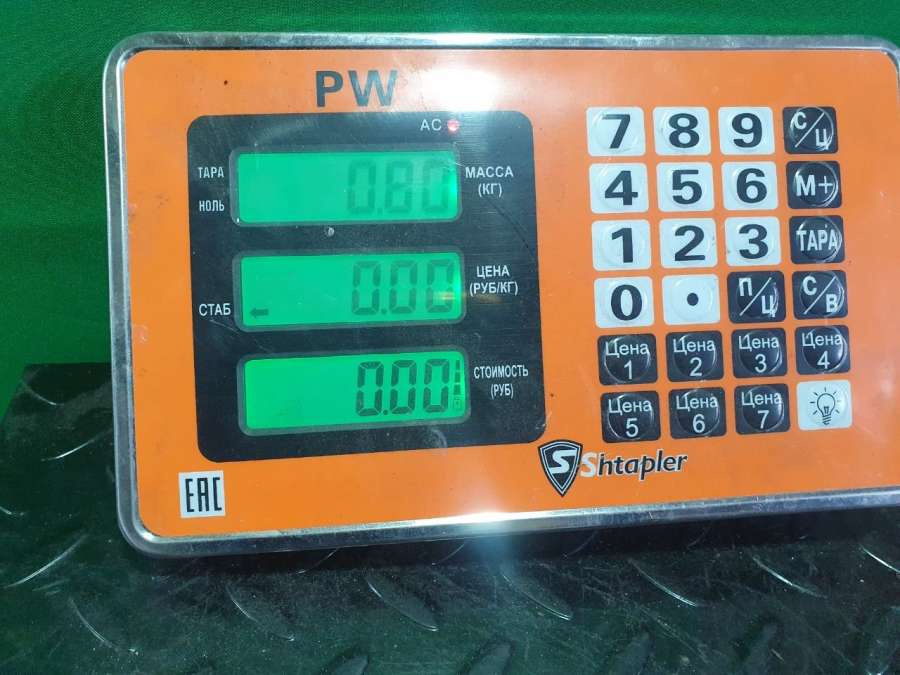 PW
AC
ТАРА
НОЛЬ
0.80
МАССА
(КГ)
СТАБ
0.00
ЦЕНА
(РУБ/КГ)
0.00
СТОИМОСТЬ
(РУБ)
7 8 9 С/Ц
4 5 6 М+
1 2 3 ТАРА
0 . П/Ц С/В
Цена 1 Цена 2 Цена 3 Цена 4
Цена 5 Цена 6 Цена 7
S Shtapler
EAC